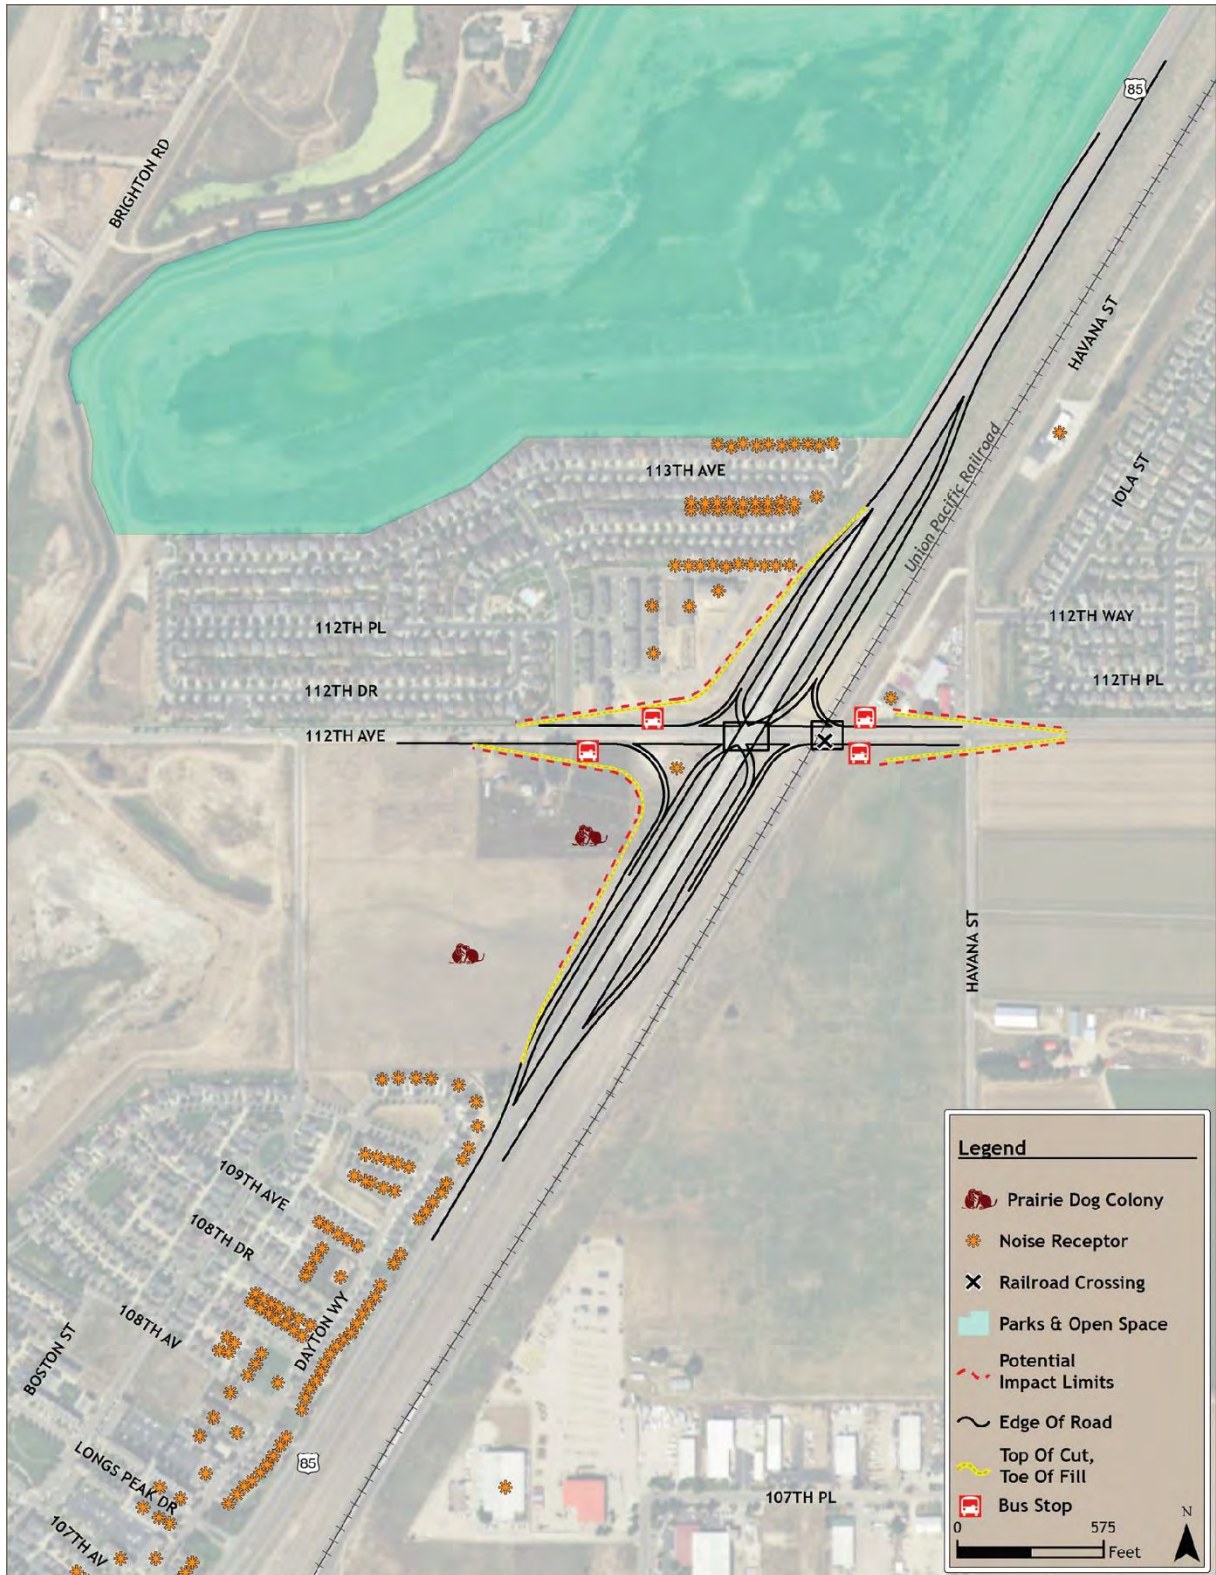 85
BRIGHTON RD
HAVANA ST
113TH AVE
Union Pacific Railroad
IOLA ST
112TH PL
112TH WAY
112TH DR
112TH PL
112TH AVE
HAVANA ST
109TH AVE
108TH DR
108TH AV
DAYTON WY
BOSTON ST
LONGS PEAK DR
85
107TH PL
107TH AV
Legend
Prairie Dog Colony
Noise Receptor
Railroad Crossing
Parks & Open Space
Potential
Impact Limits
Edge Of Road
Top Of Cut,
Toe Of Fill
Bus Stop
N
0 575
Feet